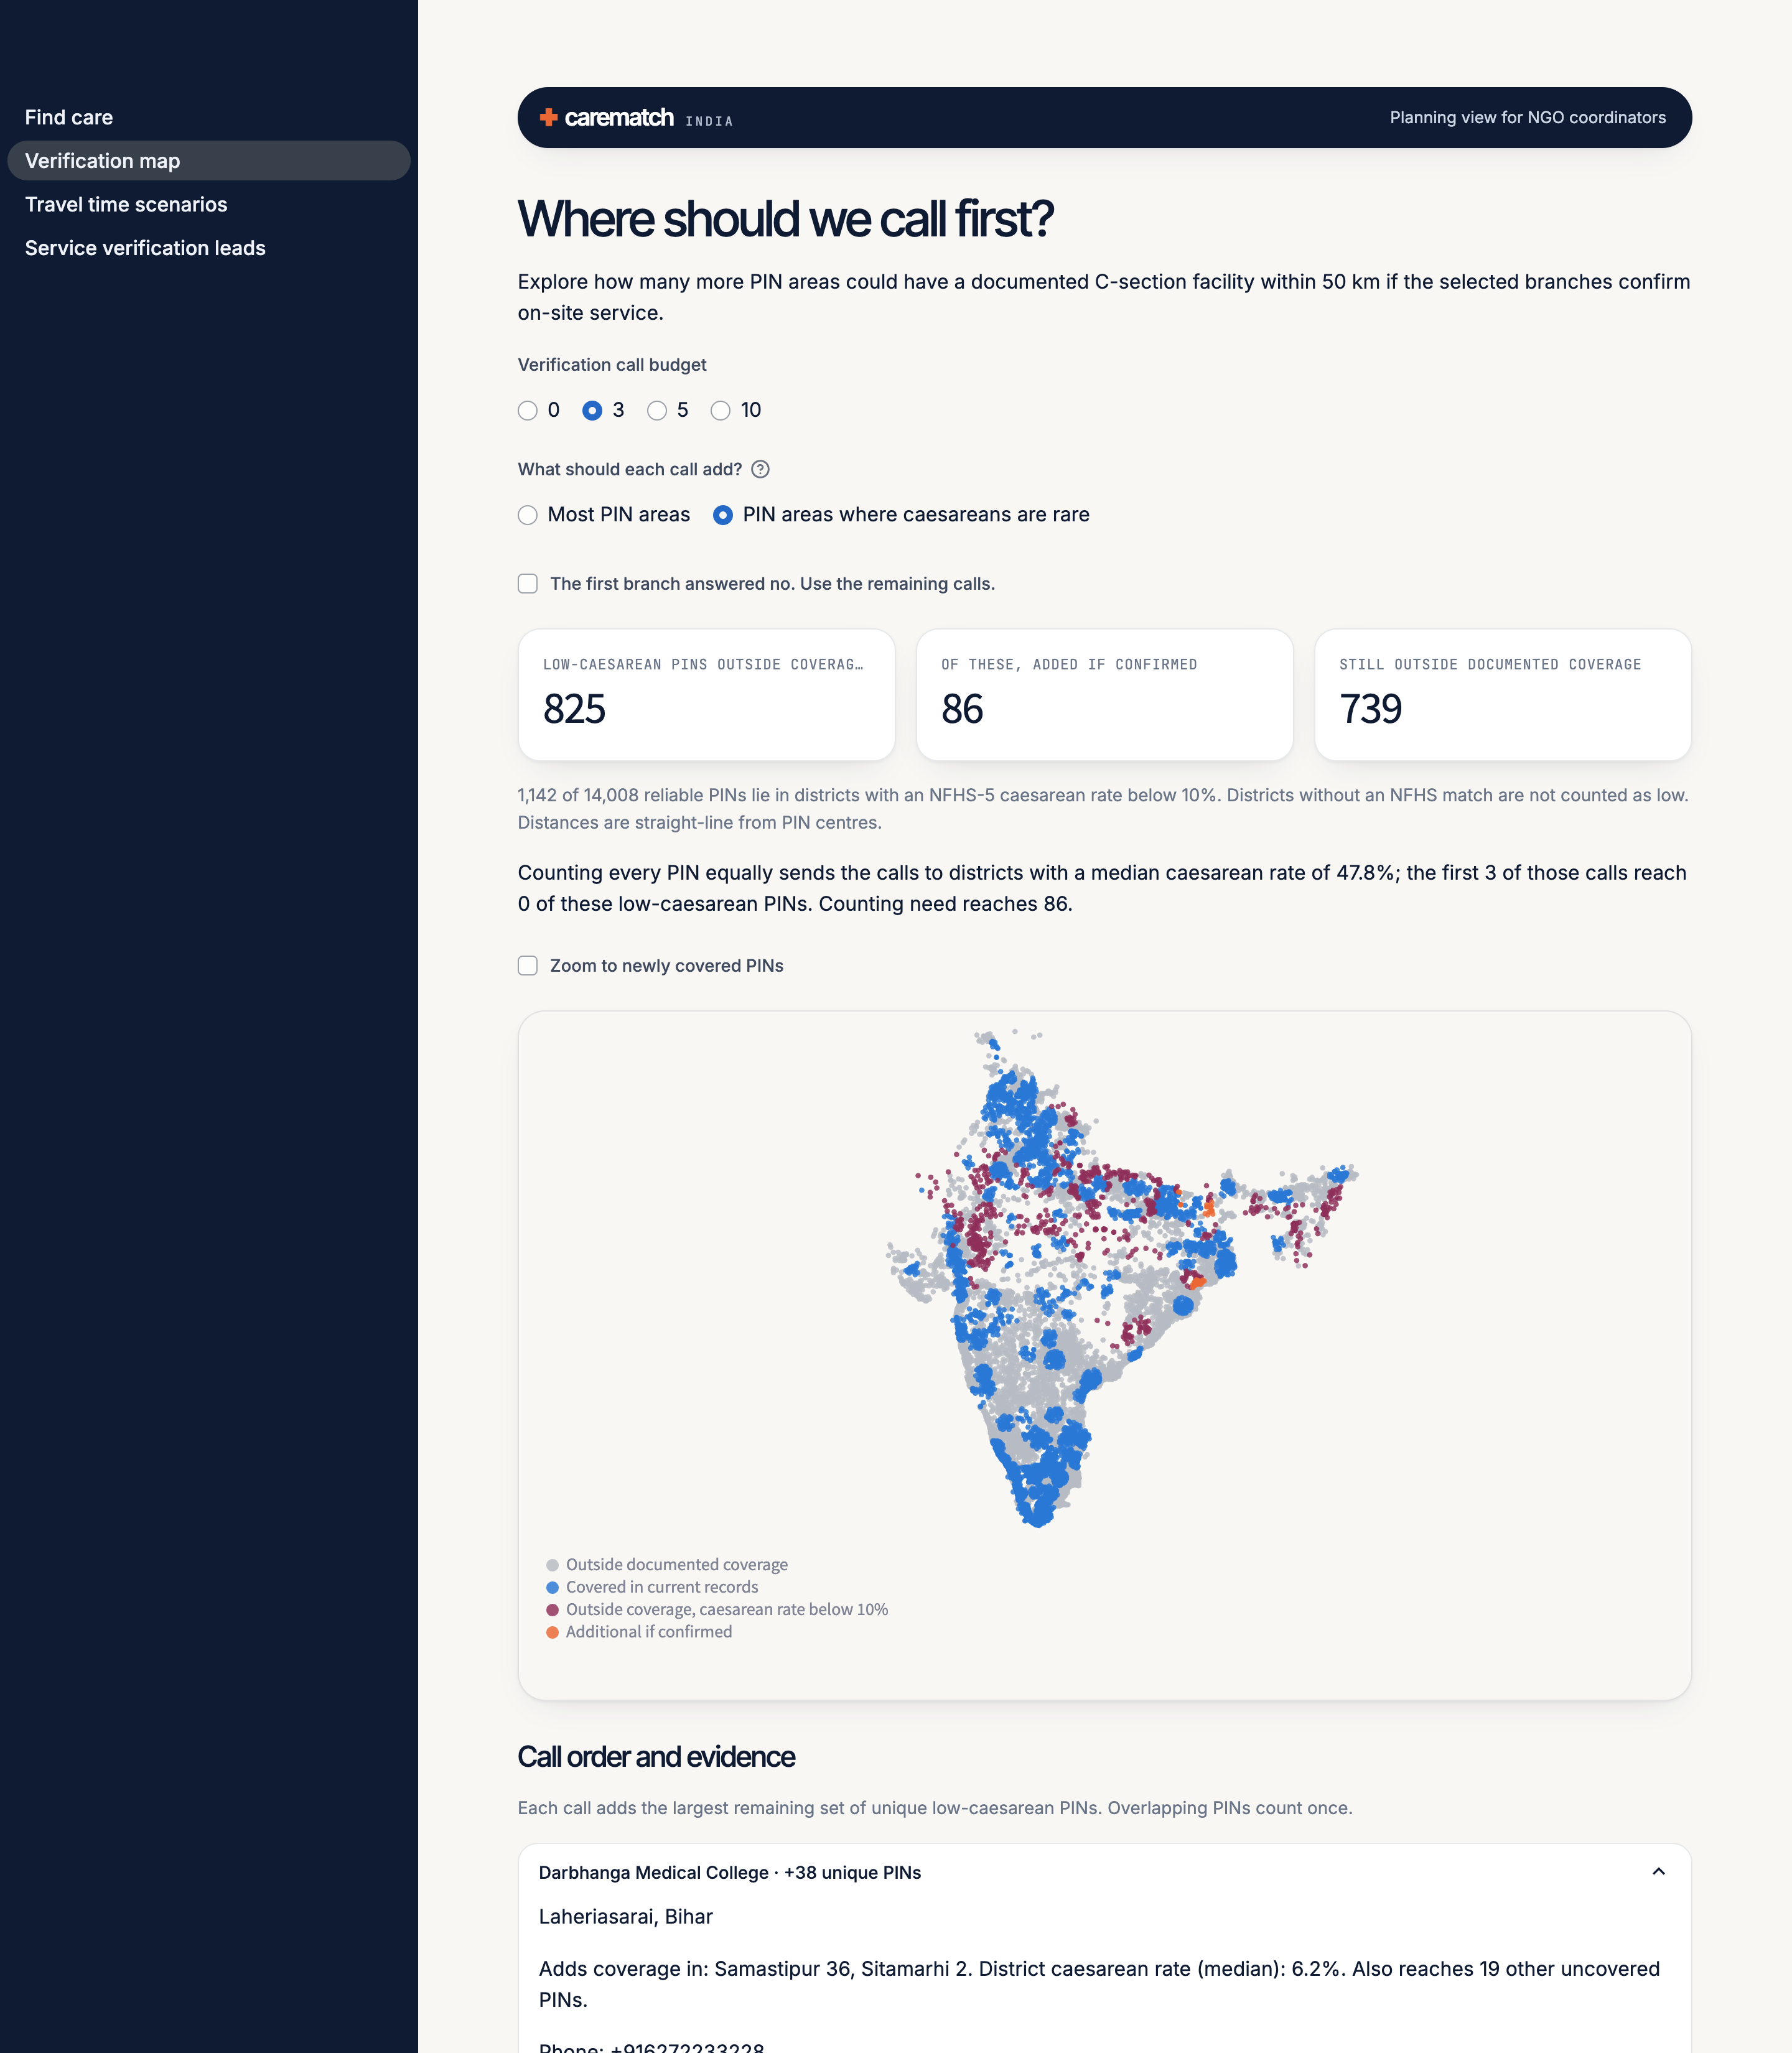 Find care
Verification map
Travel time scenarios
Service verification leads
carematch INDIA
Planning view for NGO coordinators
Where should we call first?
Explore how many more PIN areas could have a documented C-section facility within 50 km if the selected branches confirm
on-site service.
Verification call budget
0 3 5 10
What should each call add? ?
Most PIN areas PIN areas where caesareans are rare
The first branch answered no. Use the remaining calls.
LOW-CAESAREAN PINS OUTSIDE COVERAG…
825
OF THESE, ADDED IF CONFIRMED
86
STILL OUTSIDE DOCUMENTED COVERAGE
739
1,142 of 14,008 reliable PINs lie in districts with an NFHS-5 caesarean rate below 10%. Districts without an NFHS match are not counted as low.
Distances are straight-line from PIN centres.
Counting every PIN equally sends the calls to districts with a median caesarean rate of 47.8%; the first 3 of those calls reach
0 of these low-caesarean PINs. Counting need reaches 86.
Zoom to newly covered PINs
Outside documented coverage
Covered in current records
Outside coverage, caesarean rate below 10%
Additional if confirmed
Call order and evidence
Each call adds the largest remaining set of unique low-caesarean PINs. Overlapping PINs count once.
Darbhanga Medical College · +38 unique PINs
Laheriasarai, Bihar
Adds coverage in: Samastipur 36, Sitamarhi 2. District caesarean rate (median): 6.2%. Also reaches 19 other uncovered
PINs.
Phone: +916272233228